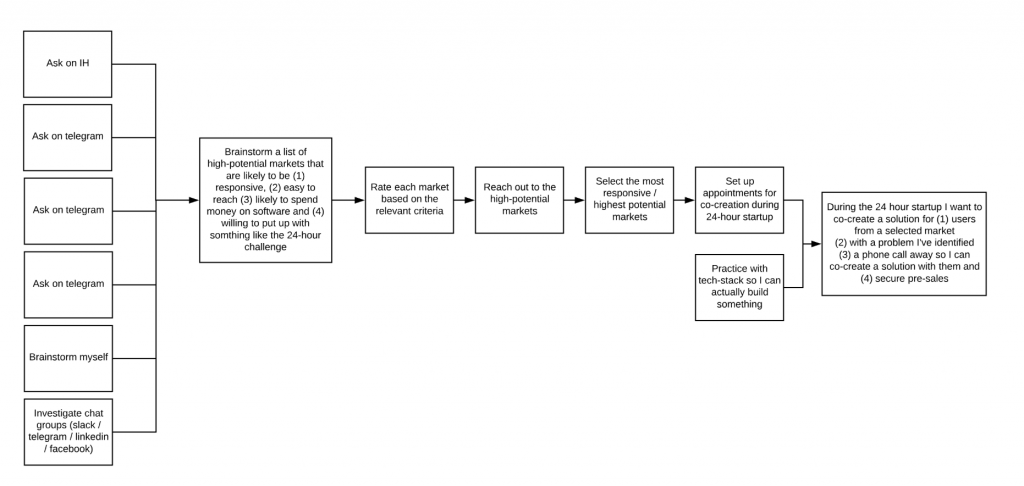 Ask on IH
Ask on telegram
Ask on telegram
Ask on telegram
Brainstorm myself
Investigate chat
groups (slack /
telegram / linkedin
/ facebook)
Brainstorm a list of
high-potential markets that
are likely to be (1)
responsive, (2) easy to
reach (3) likely to spend
money on software and (4)
willing to put up with
somthing like the 24-hour
challenge
Rate each market
based on the
relevant criteria
Reach out to the
high-potential
markets
Select the most
responsive /
highest potential
markets
Set up
appointments for
co-creation during
24-hour startup
Practice with
tech-stack so I can
actually build
something
During the 24 hour startup I want to
co-create a solution for (1) users
from a selected market
(2) with a problem I've identified
(3) a phone call away so I can
co-create a solution with them and
(4) secure pre-sales